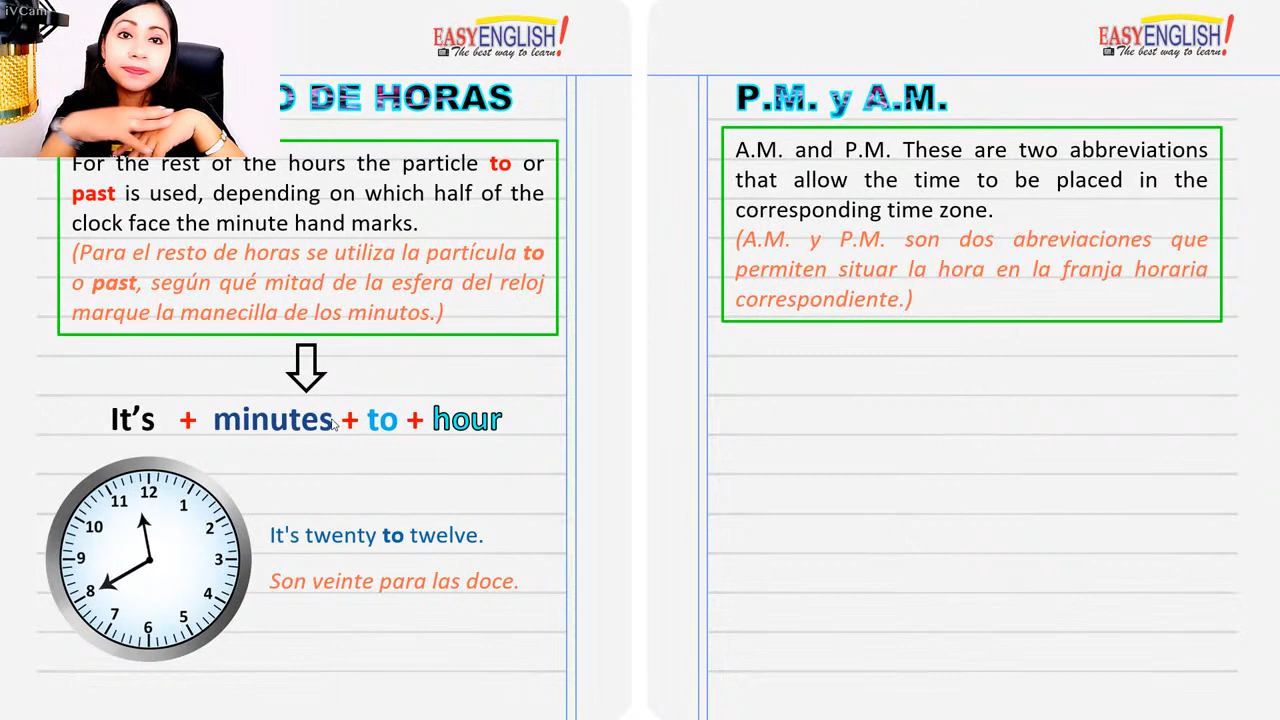 iVCam
EASYENGLISH!
The best way to learn!
O DE HORAS
For the rest of the hours the particle to or
past is used, depending on which half of the
clock face the minute hand marks.
(Para el resto de horas se utiliza la partícula to
o past, según qué mitad de la esfera del reloj
marque la manecilla de los minutos.)
It's + minutes + to + hour
12
11
1
10
2
9
3
8
4
7
5
6
It's twenty to twelve.
Son veinte para las doce.
EASYENGLISH!
The best way to learn!
P.M. y A.M.
A.M. and P.M. These are two abbreviations
that allow the time to be placed in the
corresponding time zone.
(A.M. y P.M. son dos abreviaciones que
permiten situar la hora en la franja horaria
correspondiente.)